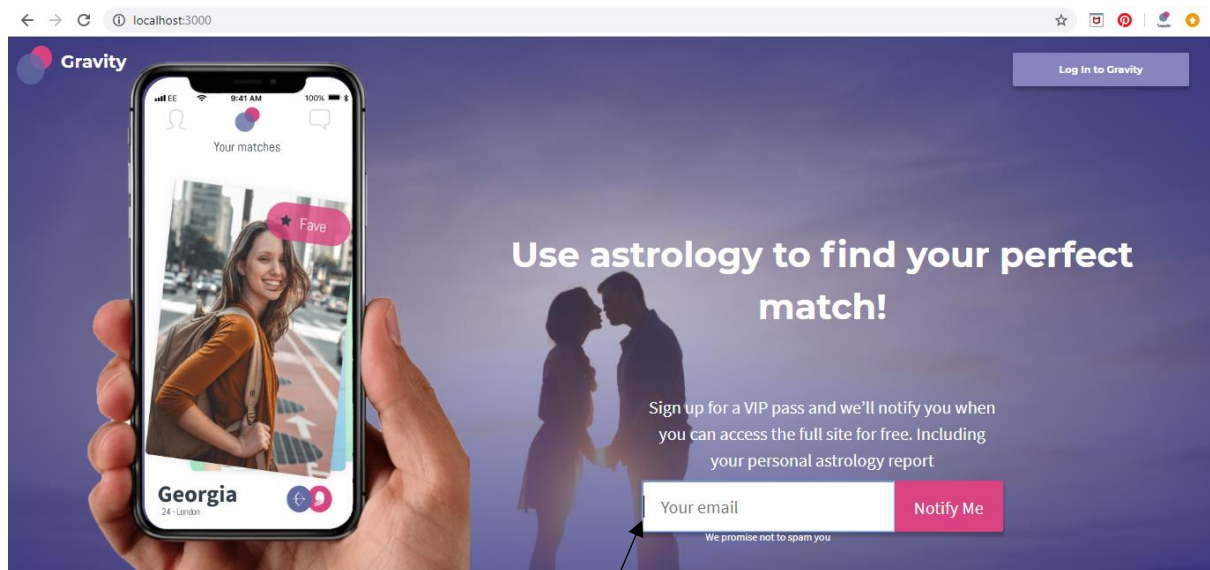 localhost:3000
Gravity
Log In to Gravity
EE
9:41 AM
100%
Your matches
Fave
Georgia
24 - London
Use astrology to find your perfect
match!
Sign up for a VIP pass and we’ll notify you when
you can access the full site for free. Including
your personal astrology report
Your email
Notify Me
We promise not to spam you